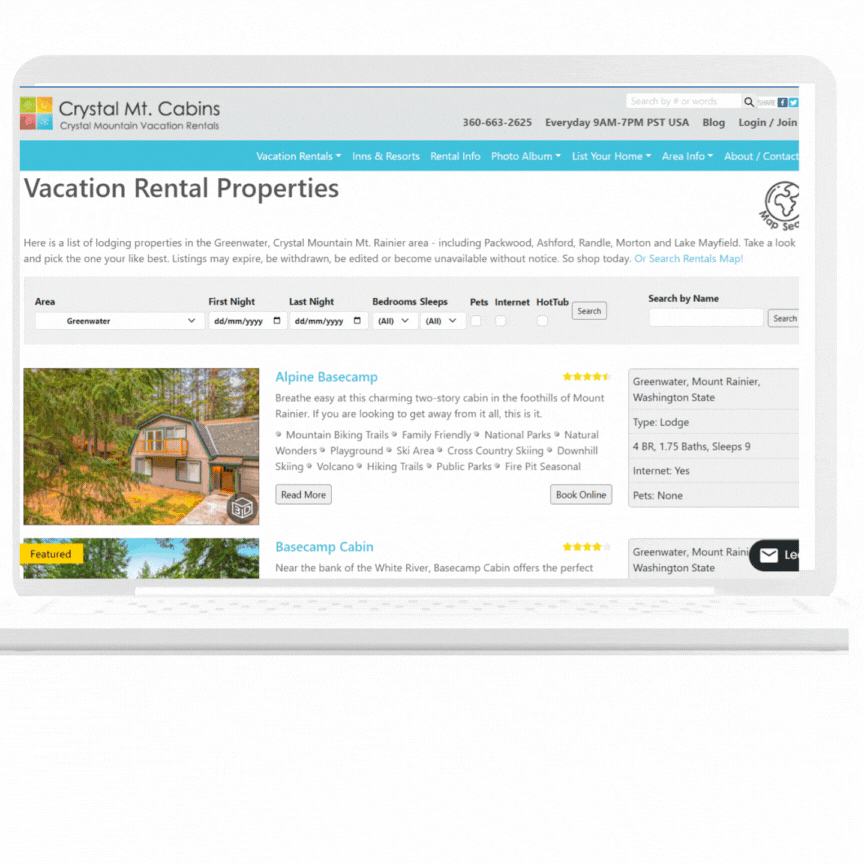 Crystal Mt. Cabins
Crystal Mountain Vacation Rentals
Search by # or words
SHARE
360-663-2625 Everyday 9AM-7PM PST USA Blog Login / Join
Vacation Rentals Inns & Resorts Rental Info Photo Album List Your Home Area Info About / Contact
Vacation Rental Properties
Map Sea
Here is a list of lodging properties in the Greenwater, Crystal Mountain Mt. Rainier area - including Packwood, Ashford, Randle, Morton and Lake Mayfield. Take a look
and pick the one your like best. Listings may expire, be withdrawn, be edited or become unavailable without notice. So shop today. Or Search Rentals Map!
Area First Night Last Night Bedrooms Sleeps Pets Internet HotTub
Greenwater dd/mm/yyyy dd/mm/yyyy (All) (All) Search
Search by Name
Search
Alpine Basecamp
Breathe easy at this charming two-story cabin in the foothills of Mount
Rainier. If you are looking to get away from it all, this is it.
Mountain Biking Trails Family Friendly National Parks Natural
Wonders Playground Ski Area Cross Country Skiing Downhill
Skiing Volcano Hiking Trails Public Parks Fire Pit Seasonal
Read More Book Online
Greenwater, Mount Rainier,
Washington State
Type: Lodge
4 BR, 1.75 Baths, Sleeps 9
Internet: Yes
Pets: None
3D
Featured
Basecamp Cabin
Near the bank of the White River, Basecamp Cabin offers the perfect
Greenwater, Mount Raini
Washington State
Le